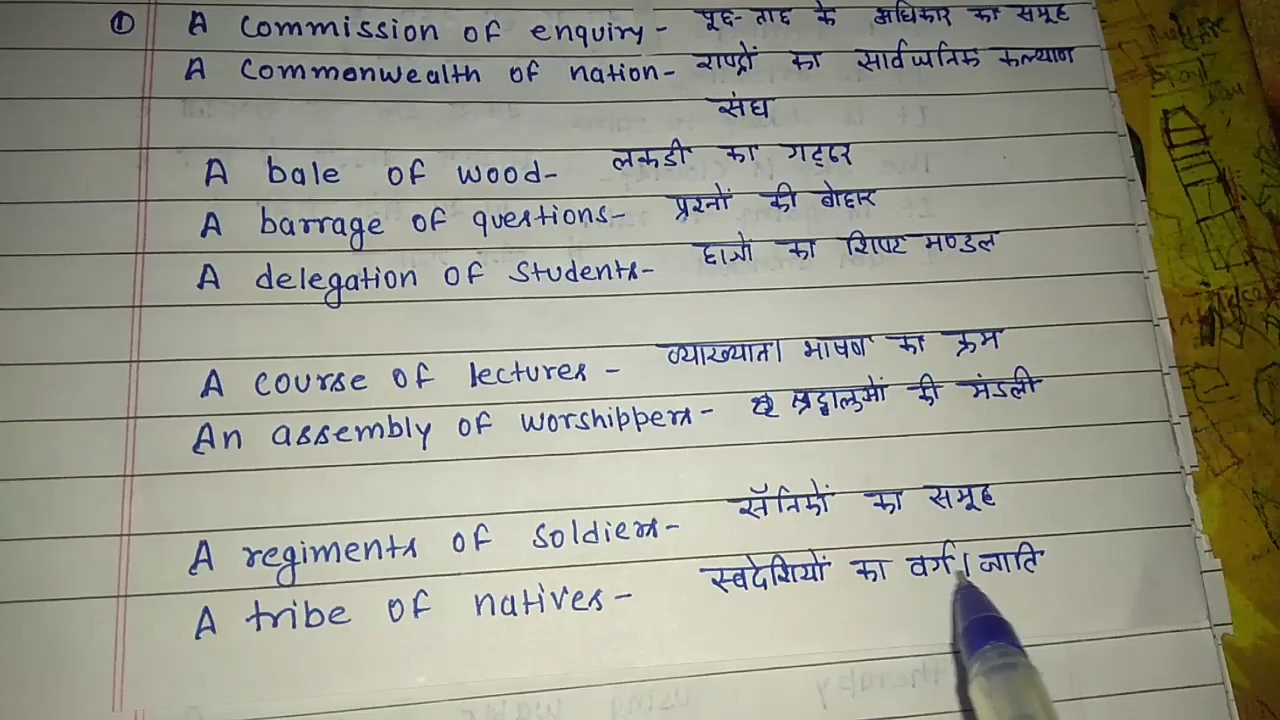 ① A commission of enquiry- पूछ-ताछ के अधिकार का समूह
A commonwealth of nation- राष्ट्रों का सार्वजनिक कल्याण
संघ
A bale of wood- लकडी का गट्ठर
A barrage of questions- प्रश्नों की बोछार
A delegation of students- छात्रो का शिष्ट मण्डल
A course of lectures - व्याख्याता भाषण का क्रम
An assembly of worshippers- श्रद्धालुओं की मंडली
A regiments of soldiers- सॅनिकों का समूह
A tribe of natives- स्वदेशियों का वर्ग। जाति